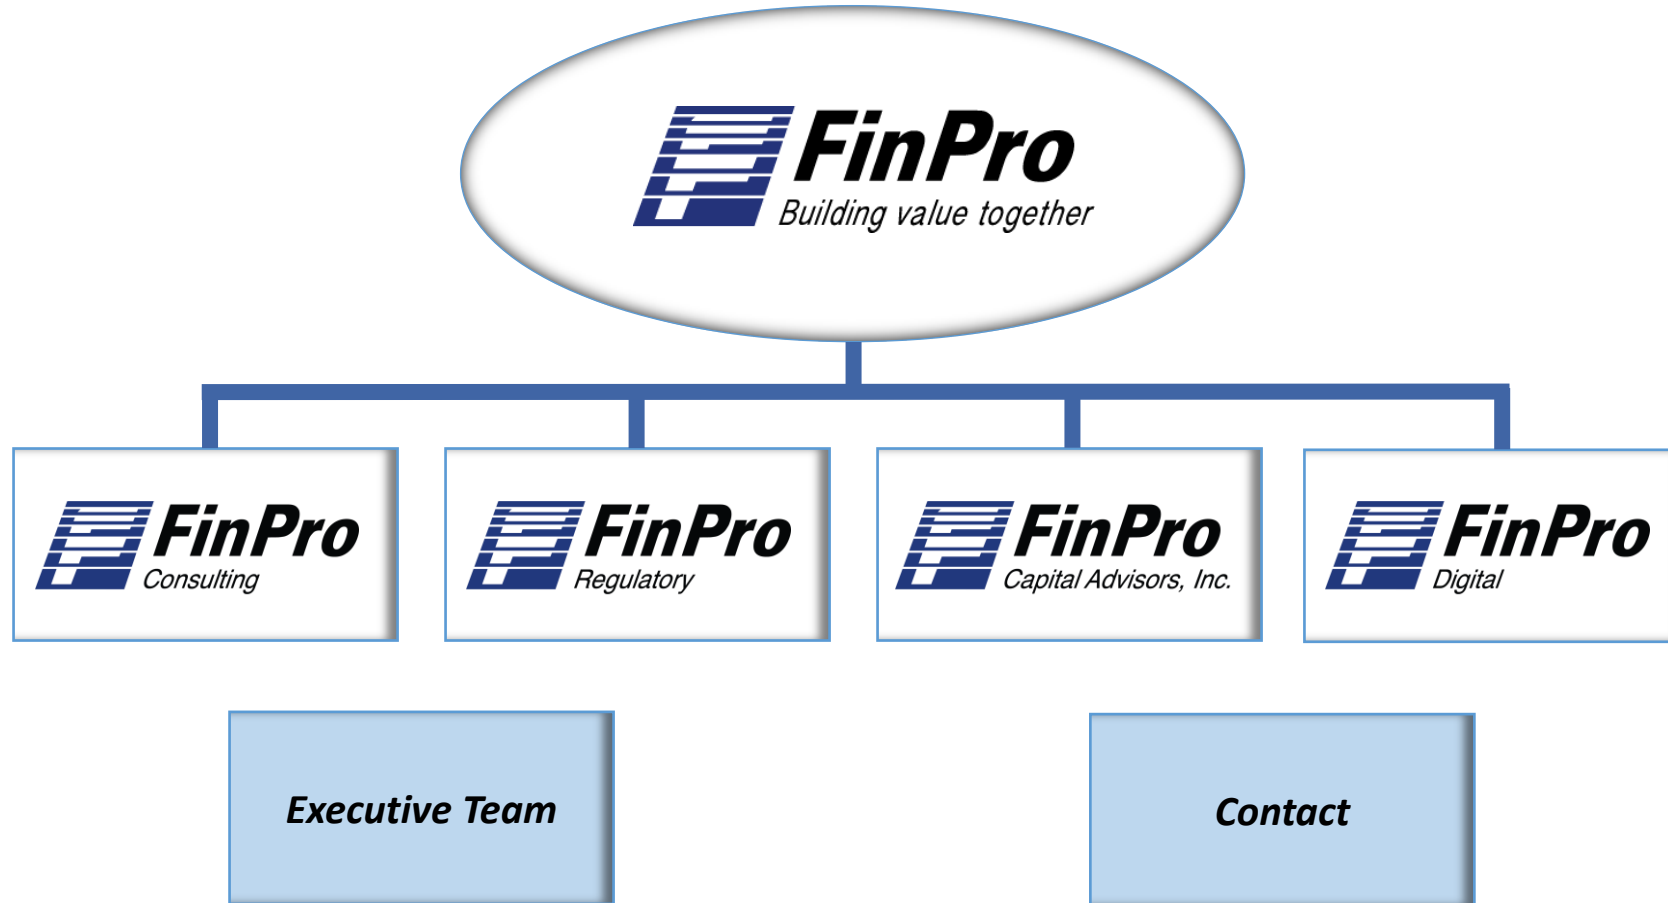 FinPro
Building value together
FinPro
Consulting
FinPro
Regulatory
FinPro
Capital Advisors, Inc.
FinPro
Digital
Executive Team
Contact